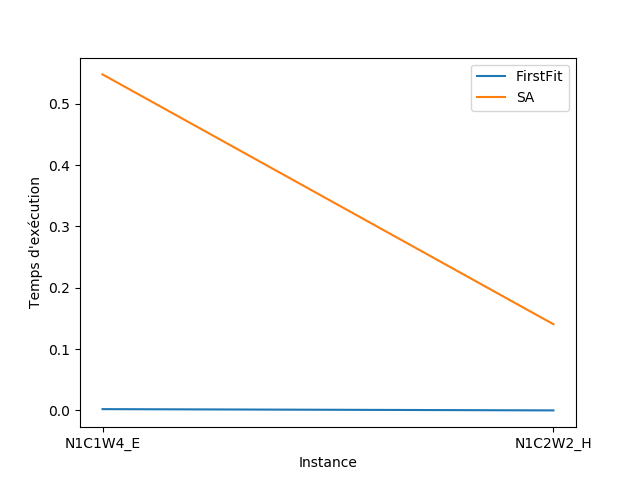 FirstFit
SA
0.5
0.4
0.3
0.2
0.1
0.0
Temps d'exécution
N1C1W4_E
N1C2W2_H
Instance